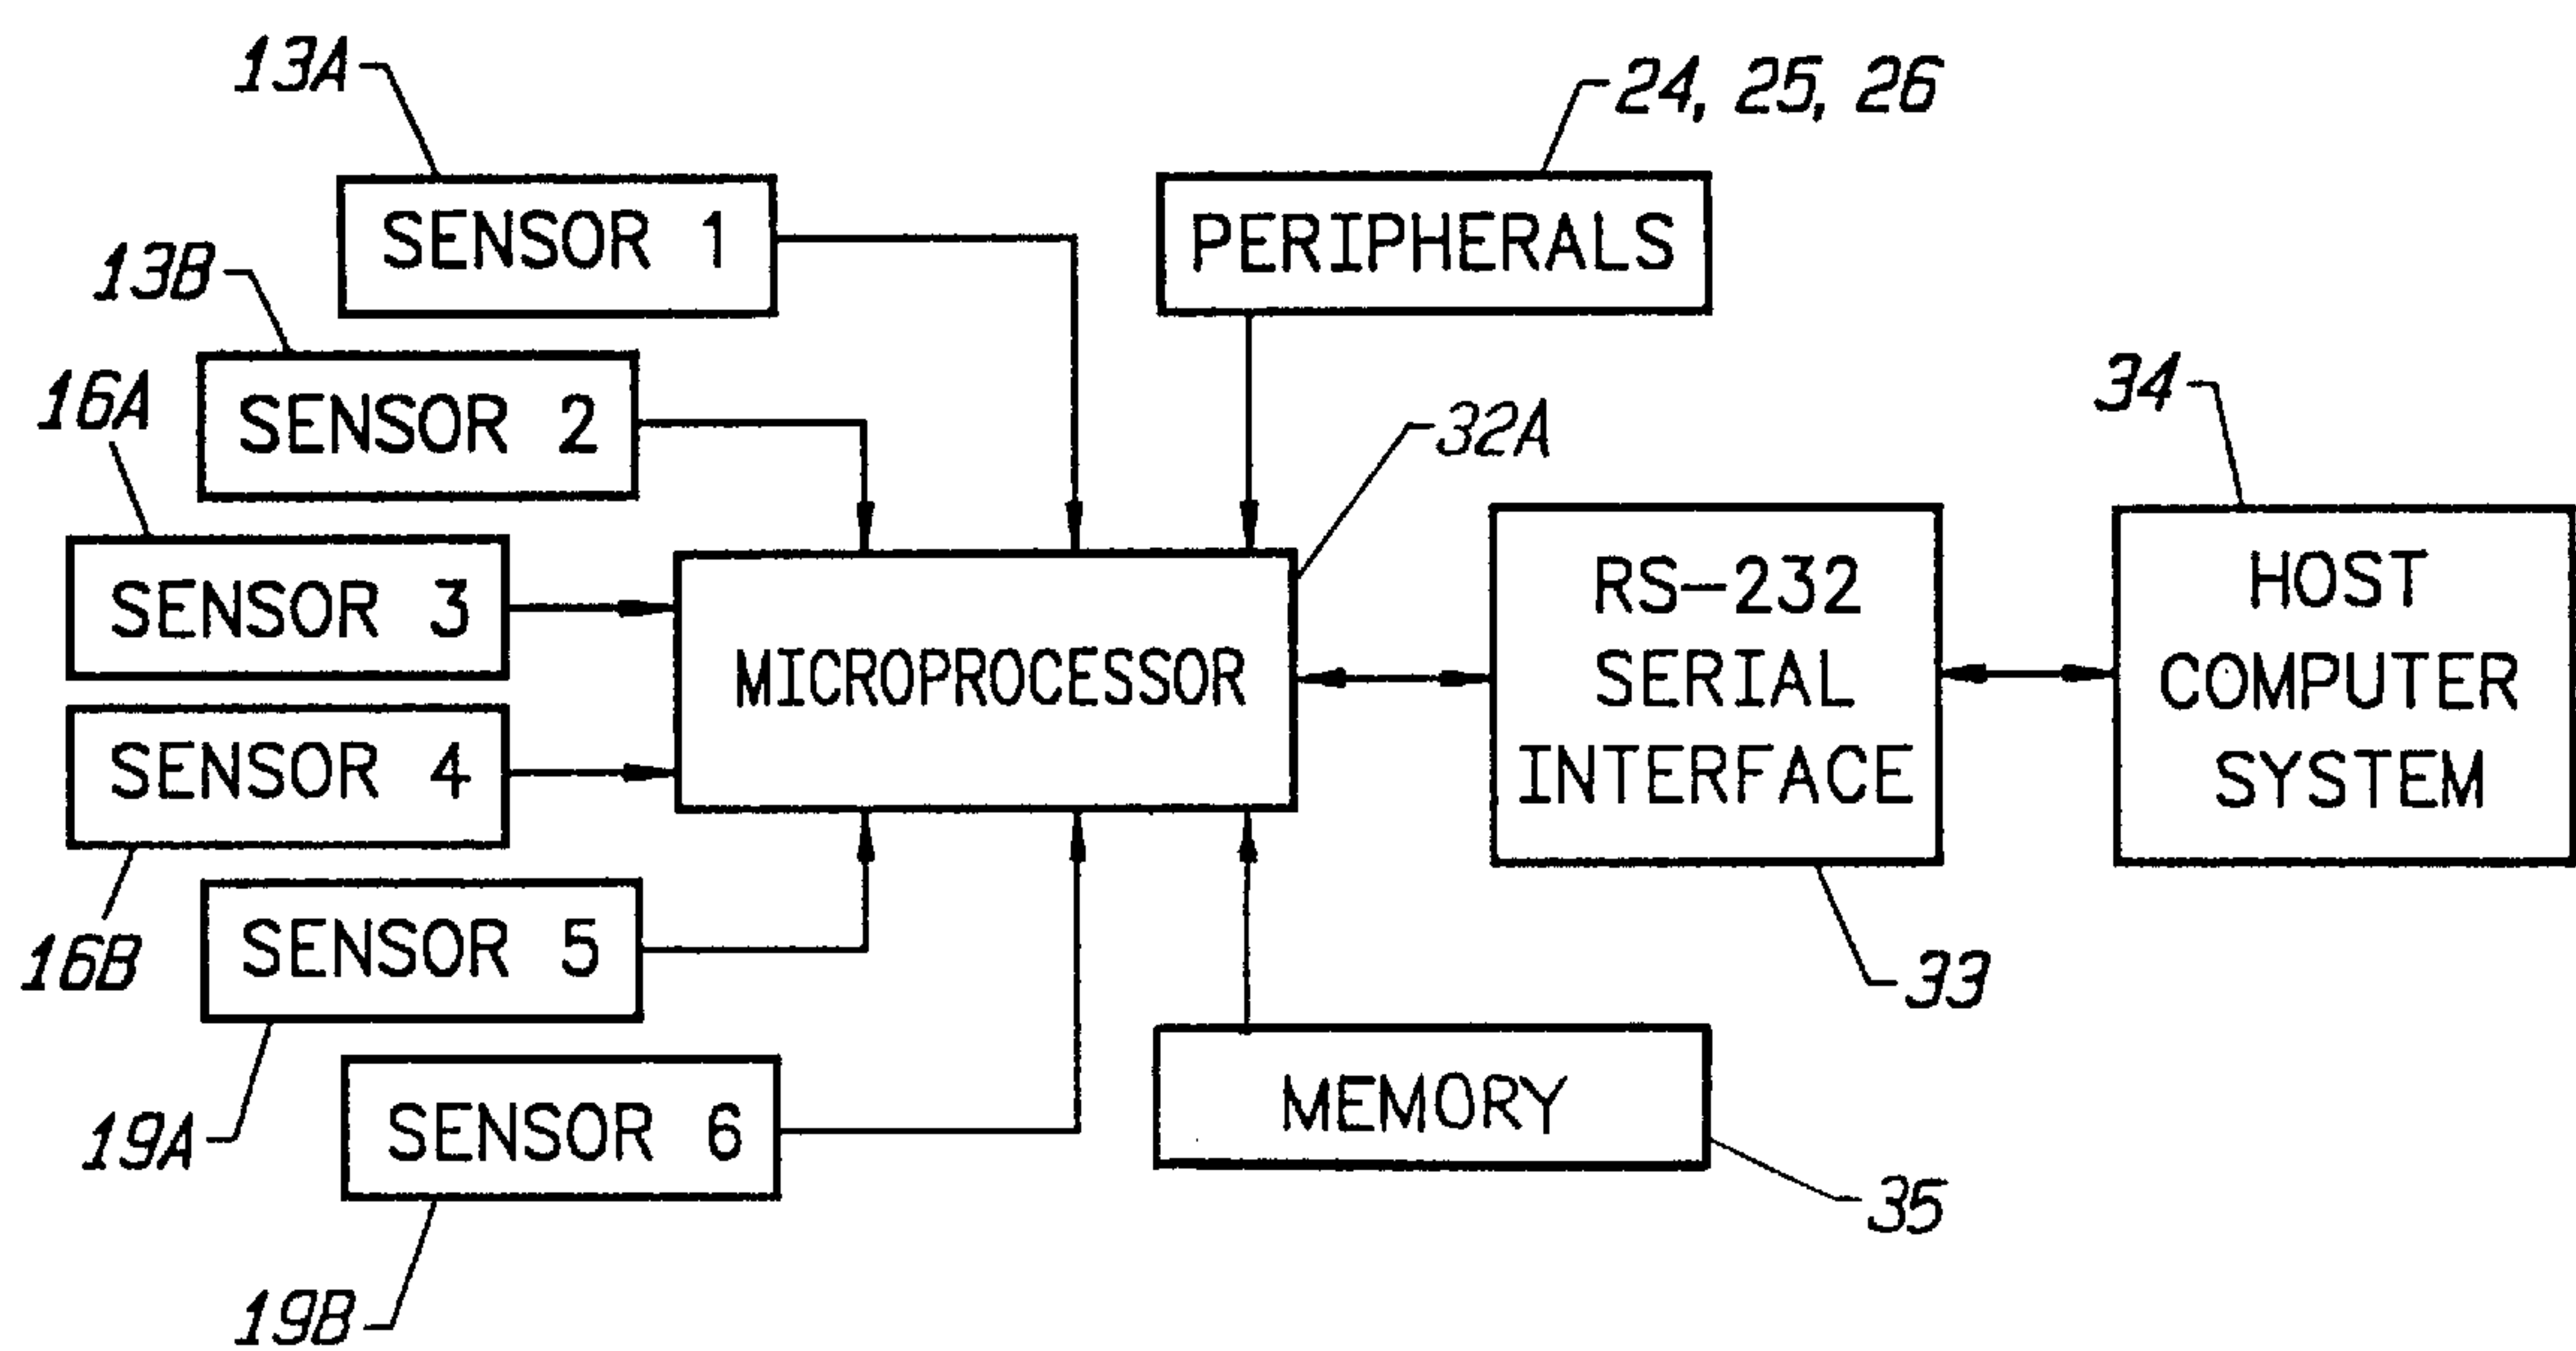 13A
24, 25, 26
SENSOR 1
PERIPHERALS
13B
16A
SENSOR 2
32A
34
SENSOR 3
MICROPROCESSOR
RS-232
SERIAL
INTERFACE
HOST
COMPUTER
SYSTEM
SENSOR 4
16B
SENSOR 5
33
19A
SENSOR 6
MEMORY
35
19B